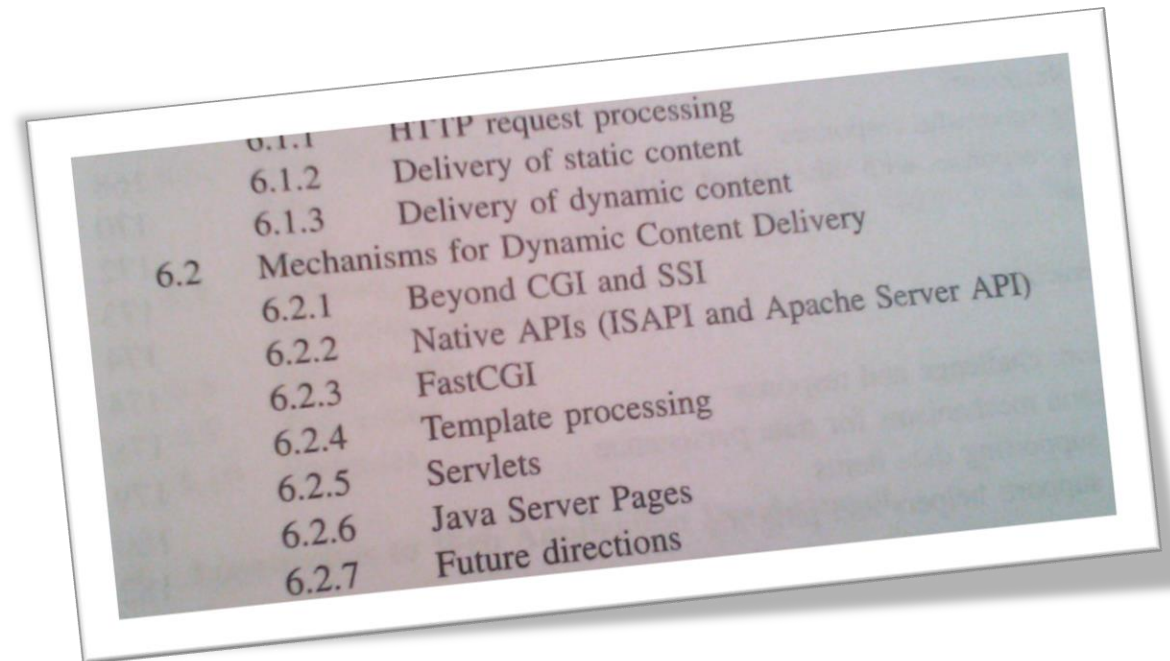 6.1.1 HTTP request processing
6.1.2 Delivery of static content
6.1.3 Delivery of dynamic content
6.2 Mechanisms for Dynamic Content Delivery
6.2.1 Beyond CGI and SSI
6.2.2 Native APIs (ISAPI and Apache Server API)
6.2.3 FastCGI
6.2.4 Template processing
6.2.5 Servlets
6.2.6 Java Server Pages
6.2.7 Future directions